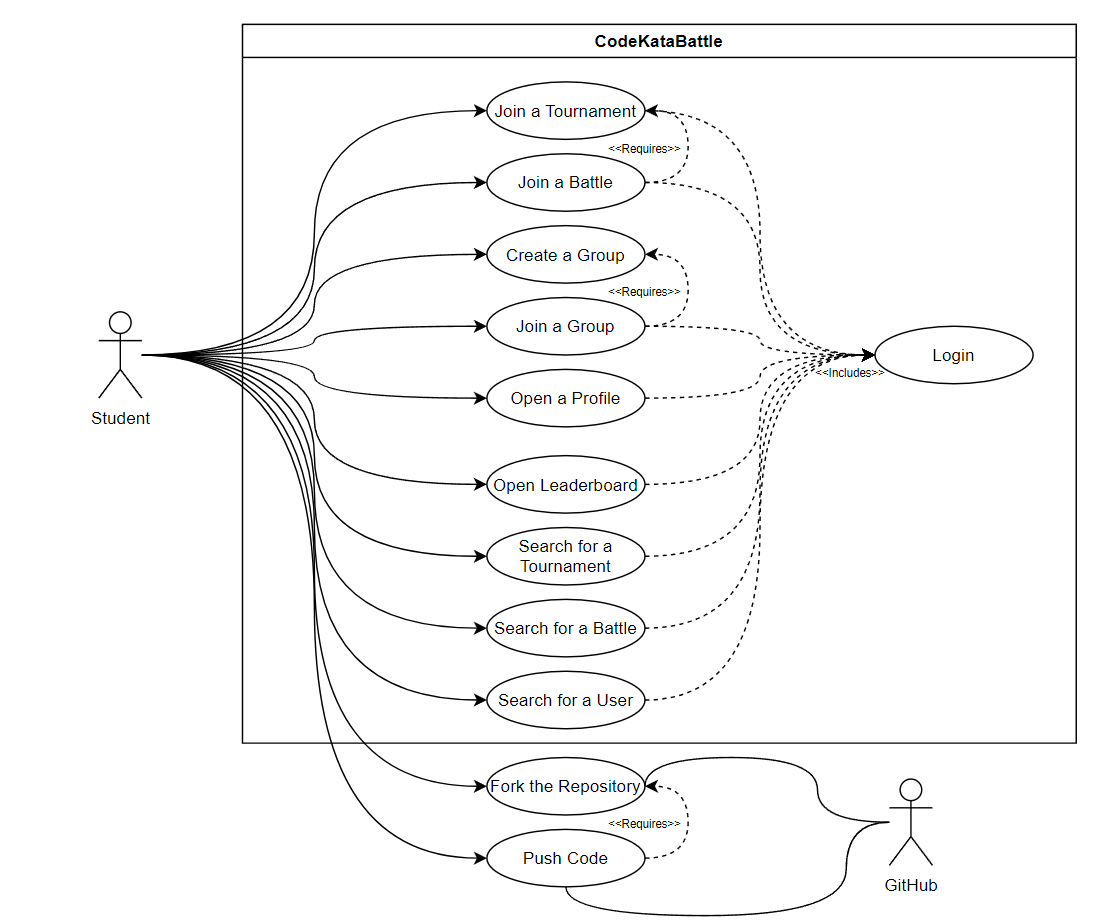 CodeKataBattle
Join a Tournament
<<Requires>>
Join a Battle
Create a Group
<<Requires>>
Join a Group
Login
<<Includes>>
Open a Profile
Student
Open Leaderboard
Search for a
Tournament
Search for a Battle
Search for a User
Fork the Repository
<<Requires>>
Push Code
GitHub